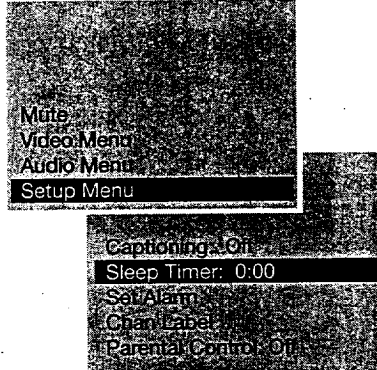 Mute
Video Menu
Audio Menu
Setup Menu
Captioning: Off
Sleep Timer: 0:00
Set Alarm
Chan Label
Parental Control: Off